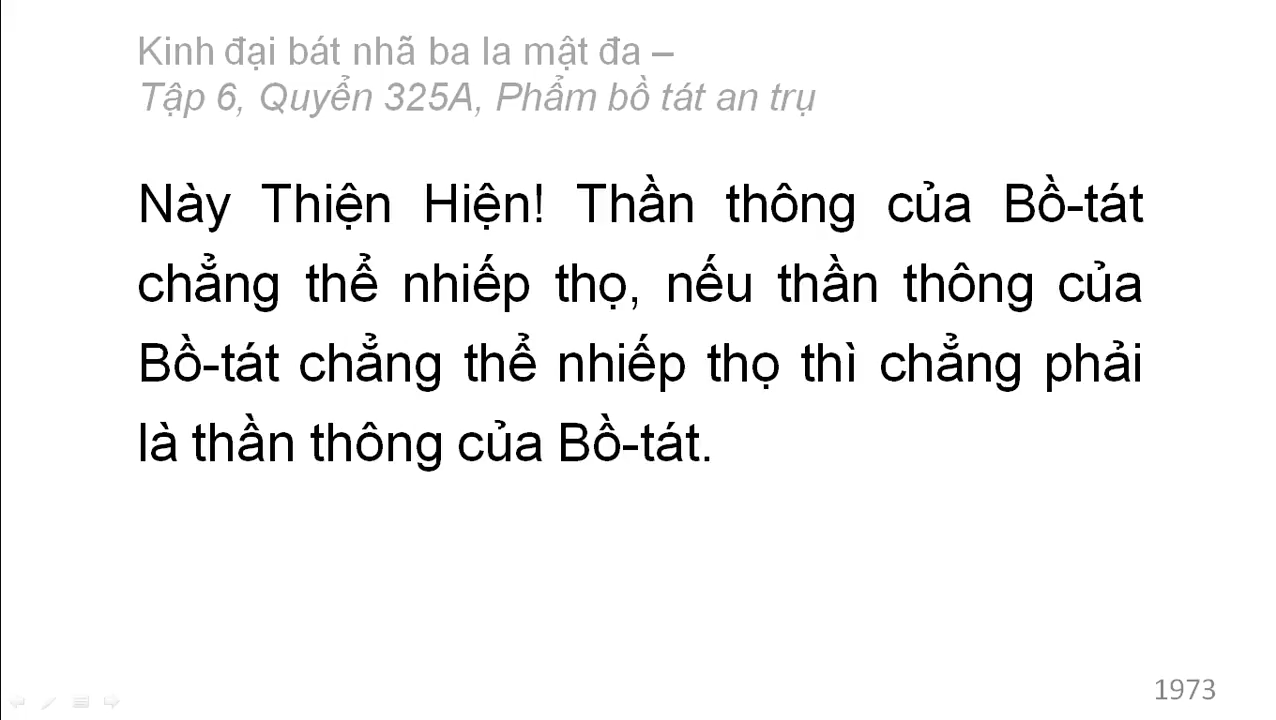 Kinh đại bát nhã ba la mật đa –
Tập 6, Quyển 325A, Phẩm bồ tát an trụ
Này Thiện Hiện! Thần thông của Bồ-tát
chẳng thể nhiếp thọ, nếu thần thông của
Bồ-tát chẳng thể nhiếp thọ thì chẳng phải
là thần thông của Bồ-tát.
1973